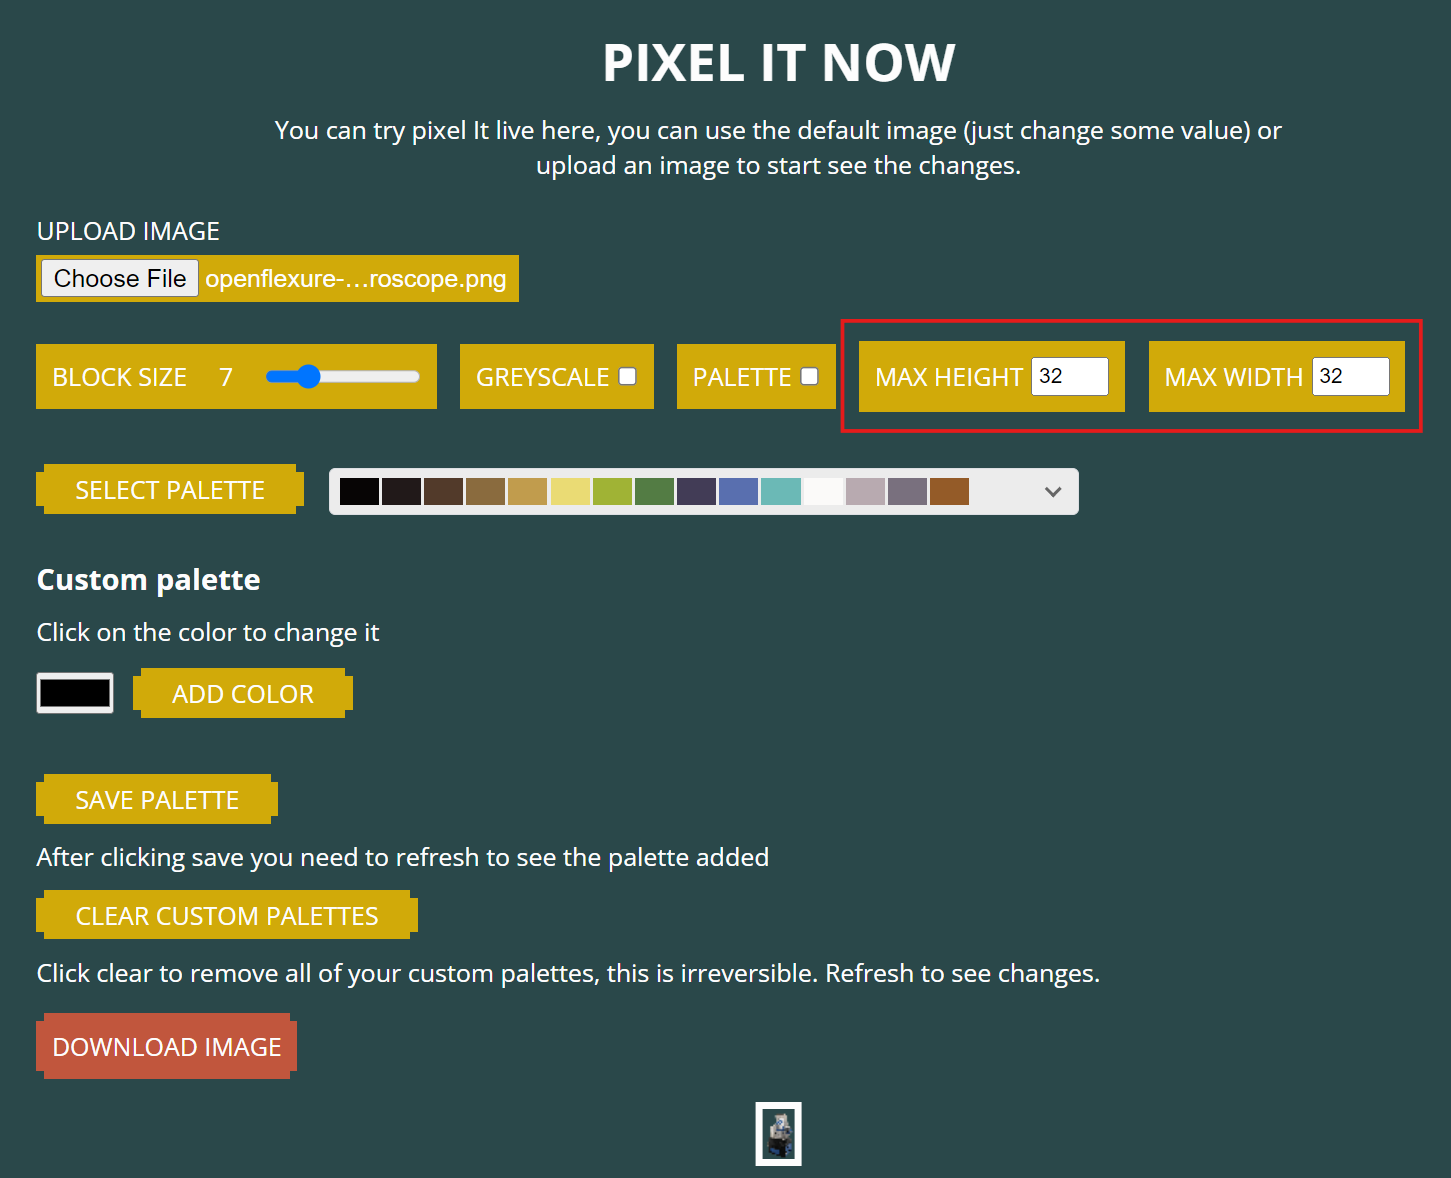 PIXEL IT NOW
You can try pixel It live here, you can use the default image (just change some value) or
upload an image to start see the changes.
UPLOAD IMAGE
Choose File openflexure-...roscope.png
BLOCK SIZE 7 GREYSCALE PALETTE MAX HEIGHT 32 MAX WIDTH 32
SELECT PALETTE
Custom palette
Click on the color to change it
ADD COLOR
SAVE PALETTE
After clicking save you need to refresh to see the palette added
CLEAR CUSTOM PALETTES
Click clear to remove all of your custom palettes, this is irreversible. Refresh to see changes.
DOWNLOAD IMAGE